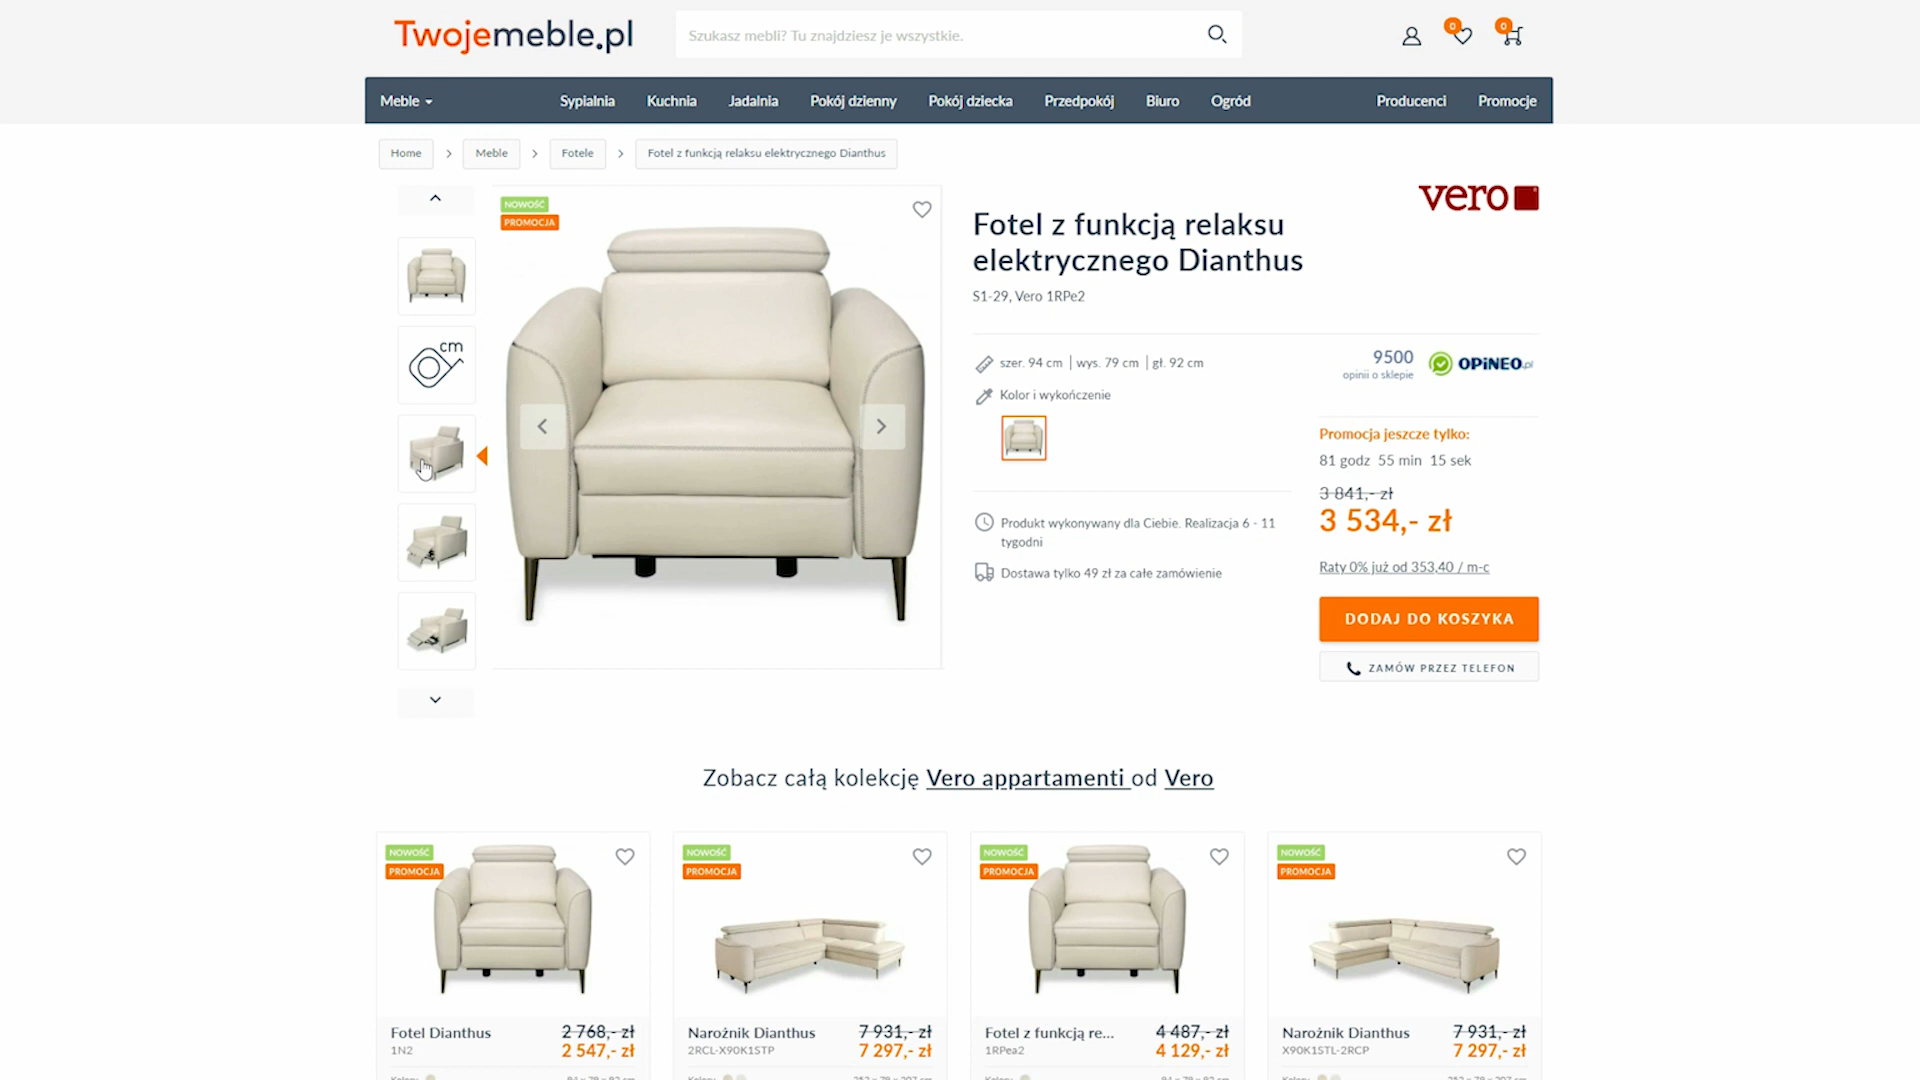 Twojemeble.pl
Szukasz mebli? Tu znajdziesz je wszystkie.
0
0
Meble
Sypialnia
Kuchnia
Jadalnia
Pokój dzienny
Pokój dziecka
Przedpokój
Biuro
Ogród
Producenci
Promocje
Home
Meble
Fotele
Fotel z funkcją relaksu elektrycznego Dianthus
cm
NOWOŚĆ
PROMOCJA
vero
Fotel z funkcją relaksu
elektrycznego Dianthus
S1-29, Vero 1RPe2
szer. 94 cm | wys. 79 cm | gł. 92 cm
Kolor i wykończenie
9500
opinii o sklepie
OPiNEO.pl
Produkt wykonywany dla Ciebie. Realizacja 6 - 11
tygodni
Dostawa tylko 49 zł za całe zamówienie
Promocja jeszcze tylko:
81 godz 55 min 15 sek
3 841,- zł
3 534,- zł
Raty 0% już od 353,40 / m-c
DODAJ DO KOSZYKA
ZAMÓW PRZEZ TELEFON
Zobacz całą kolekcję Vero appartamenti od Vero
NOWOŚĆ
PROMOCJA
Fotel Dianthus
2 768,- zł
1N2
2 547,- zł
NOWOŚĆ
PROMOCJA
Narożnik Dianthus
7 931,- zł
2RCL-X90K1STP
7 297,- zł
NOWOŚĆ
PROMOCJA
Fotel z funkcją re...
4 487,- zł
1RPea2
4 129,- zł
NOWOŚĆ
PROMOCJA
Narożnik Dianthus
7 931,- zł
X90K1STL-2RCP
7 297,- zł